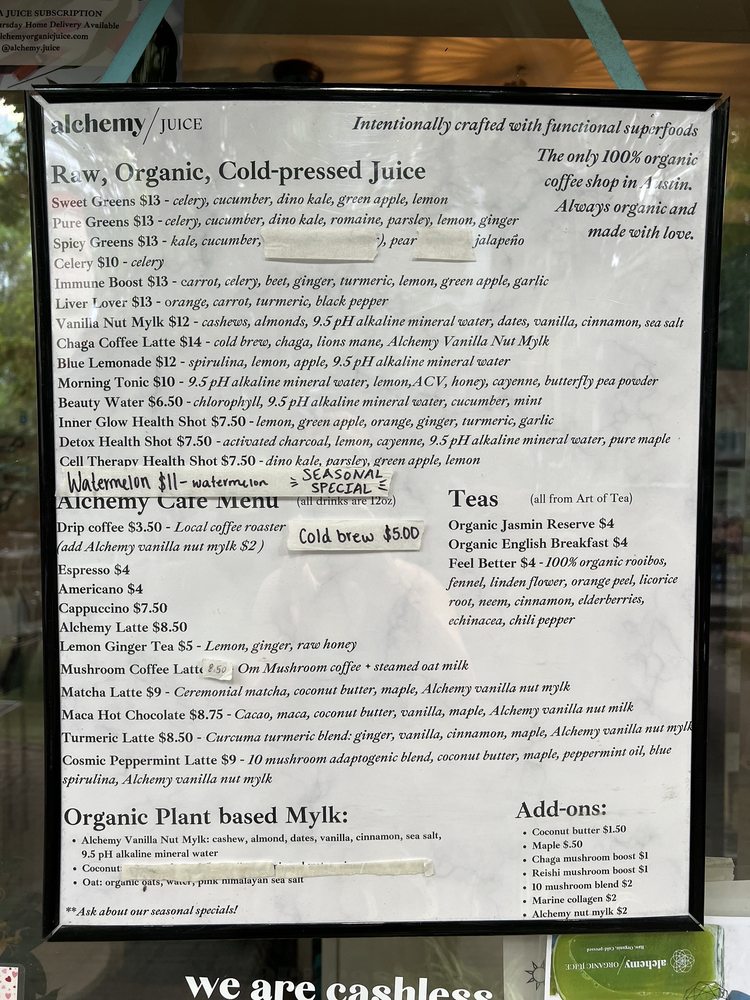 A JUICE SUBSCRIPTION
rsday Home Delivery Available
lchemyorganicjuice.com
@alchemy.juice
alchemy/JUICE
Intentionally crafted with functional superfoods
The only 100% organic
coffee shop in Austin.
Always organic and
made with love.
Raw, Organic, Cold-pressed Juice
Sweet Greens $13 - celery, cucumber, dino kale, green apple, lemon
Pure Greens $13 - celery, cucumber, dino kale, romaine, parsley, lemon, ginger
Spicy Greens $13 - kale, cucumber, ), pear jalapeño
Celery $10 - celery
Immune Boost $13 - carrot, celery, beet, ginger, turmeric, lemon, green apple, garlic
Liver Lover $13 - orange, carrot, turmeric, black pepper
Vanilla Nut Mylk $12 - cashews, almonds, 9.5 pH alkaline mineral water, dates, vanilla, cinnamon, sea salt
Chaga Coffee Latte $14 - cold brew, chaga, lions mane, Alchemy Vanilla Nut Mylk
Blue Lemonade $12 - spirulina, lemon, apple, 9.5 pH alkaline mineral water
Morning Tonic $10 - 9.5 pH alkaline mineral water, lemon, ACV, honey, cayenne, butterfly pea powder
Beauty Water $6.50 - chlorophyll, 9.5 pH alkaline mineral water, cucumber, mint
Inner Glow Health Shot $7.50 - lemon, green apple, orange, ginger, turmeric, garlic
Detox Health Shot $7.50 - activated charcoal, lemon, cayenne, 9.5 pH alkaline mineral water, pure maple
Cell Therapy Health Shot $7.50 - dino kale, parsley, green apple, lemon
Watermelon $11 - watermelon SEASONAL
SPECIAL
Alchemy Cafe Menu (all drinks are 12oz)
Drip coffee $3.50 - Local coffee roaster
(add Alchemy vanilla nut mylk $2 )
Cold brew $5.00
Espresso $4
Americano $4
Cappuccino $7.50
Alchemy Latte $8.50
Lemon Ginger Tea $5 - Lemon, ginger, raw honey
Mushroom Coffee Latte 8.50 Om Mushroom coffee + steamed oat milk
Matcha Latte $9 - Ceremonial matcha, coconut butter, maple, Alchemy vanilla nut mylk
Maca Hot Chocolate $8.75 - Cacao, maca, coconut butter, vanilla, maple, Alchemy vanilla nut milk
Turmeric Latte $8.50 - Curcuma turmeric blend: ginger, vanilla, cinnamon, maple, Alchemy vanilla nut mylk
Cosmic Peppermint Latte $9 - 10 mushroom adaptogenic blend, coconut butter, maple, peppermint oil, blue
spirulina, Alchemy vanilla nut mylk
Teas (all from Art of Tea)
Organic Jasmin Reserve $4
Organic English Breakfast $4
Feel Better $4 - 100% organic rooibos,
fennel, linden flower, orange peel, licorice
root, neem, cinnamon, elderberries,
echinacea, chili pepper
Organic Plant based Mylk:
• Alchemy Vanilla Nut Mylk: cashew, almond, dates, vanilla, cinnamon, sea salt,
9.5 pH alkaline mineral water
• Coconut:
• Oat: organic oats, water, pink himalayan sea salt
**Ask about our seasonal specials!
Add-ons:
• Coconut butter $1.50
• Maple $.50
• Chaga mushroom boost $1
• Reishi mushroom boost $1
• 10 mushroom blend $2
• Marine collagen $2
• Alchemy nut mylk $2
we are cashless
alchemy/ORGANIC JUICE
Raw, Organic, Cold-pressed